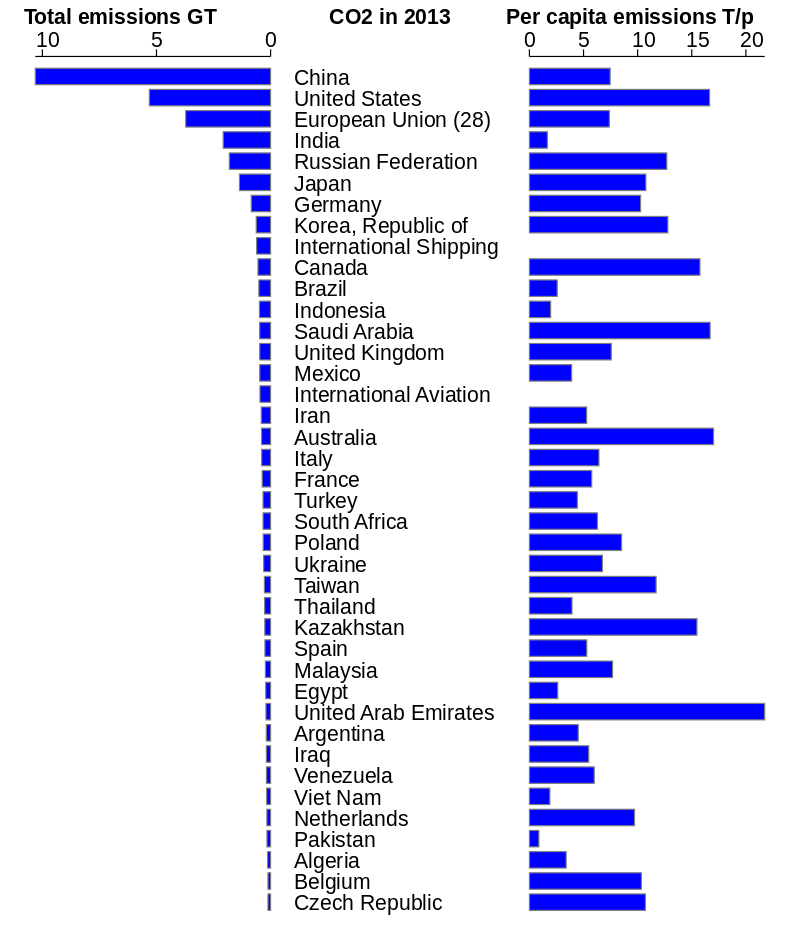 Total emissions GT CO2 in 2013 Per capita emissions T/p
10 5 0 0 5 10 15 20
China
United States
European Union (28)
India
Russian Federation
Japan
Germany
Korea, Republic of
International Shipping
Canada
Brazil
Indonesia
Saudi Arabia
United Kingdom
Mexico
International Aviation
Iran
Australia
Italy
France
Turkey
South Africa
Poland
Ukraine
Taiwan
Thailand
Kazakhstan
Spain
Malaysia
Egypt
United Arab Emirates
Argentina
Iraq
Venezuela
Viet Nam
Netherlands
Pakistan
Algeria
Belgium
Czech Republic